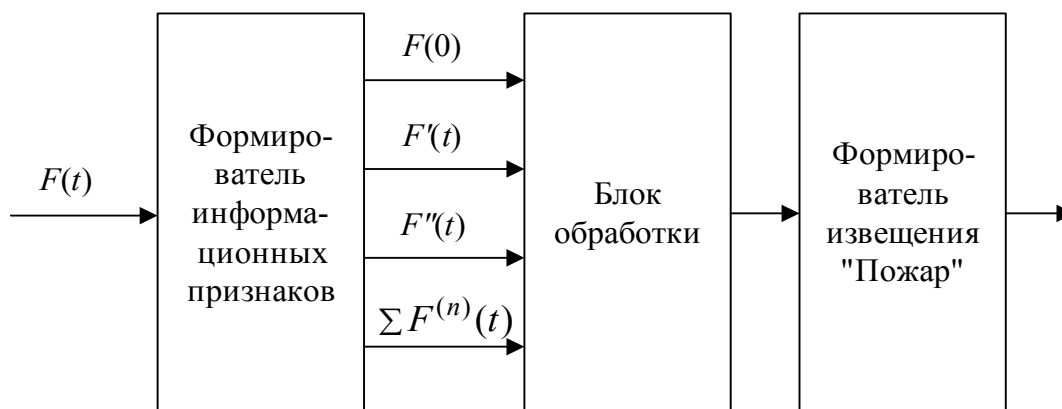 F(t)
Формиро-
ватель
информа-
ционных
признаков
F(0)
F′(t)
F″(t)
∑F⁽ⁿ⁾(t)
Блок
обработки
Формиро-
ватель
извещения
"Пожар"